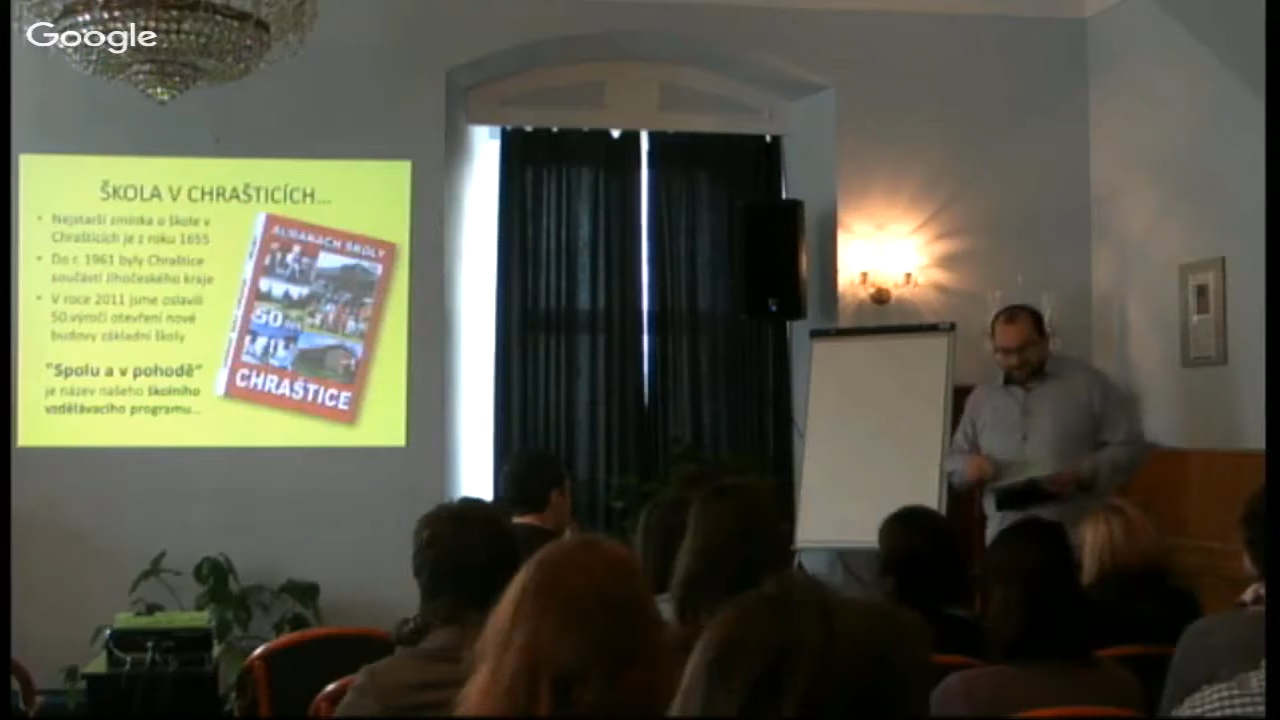 Google
ŠKOLA V CHRAŠTICÍCH...
• Nejstarší zmínka o škole v
Chrašticích je z roku 1655
• Do r. 1961 byly Chraštice
součástí Jihočeského kraje
• V roce 2011 jsme oslavili
50.výročí otevření nové
budovy základní školy
"Spolu a v pohodě"
je název našeho školního
vzdělávacího programu...
ALMANACH ŠKOLY
50 let
CHRAŠTICE